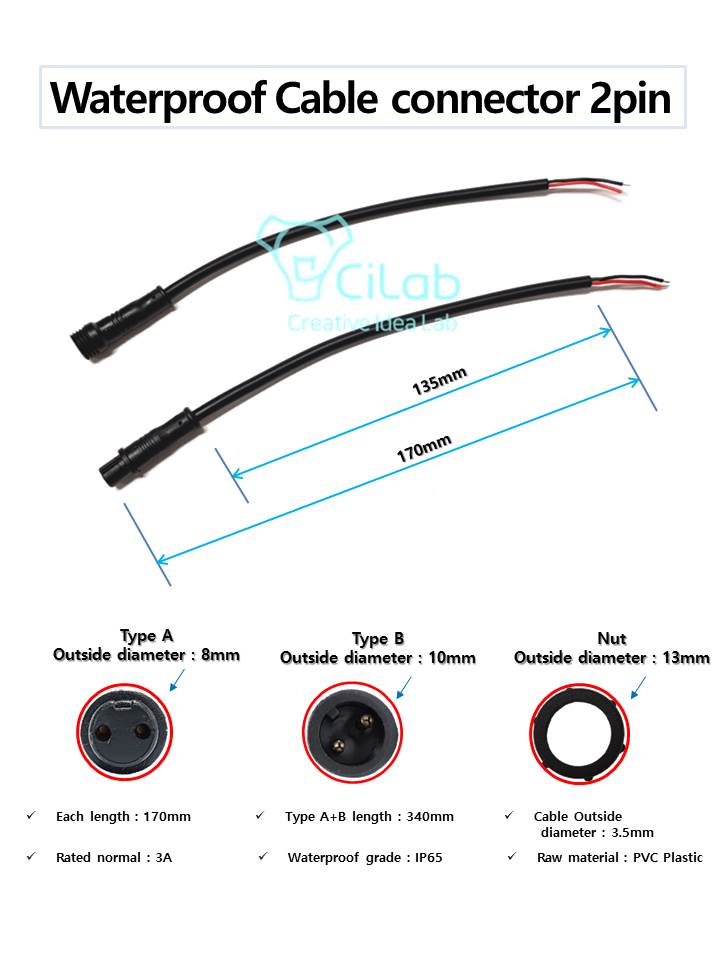 Waterproof Cable connector 2pin
CiLab
Creative Idea Lab
135mm
170mm
Type A
Outside diameter : 8mm
Type B
Outside diameter : 10mm
Nut
Outside diameter : 13mm
✓ Each length : 170mm
✓ Type A+B length : 340mm
✓ Cable Outside
diameter : 3.5mm
✓ Rated normal : 3A
✓ Waterproof grade : IP65
✓ Raw material : PVC Plastic